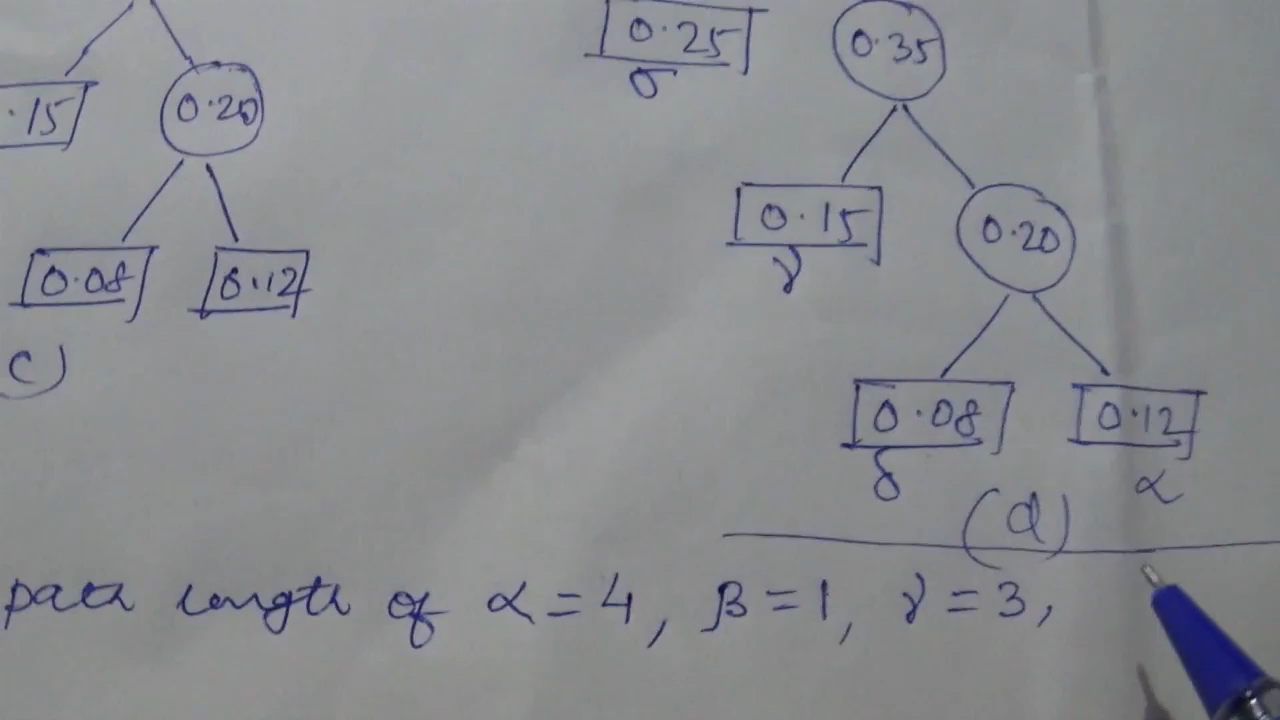 0.25 0.35
σ
.15 0.20
0.15 0.20
γ
0.08 0.12
c)
0.08 0.12
δ α
(d)
path length of α = 4, β = 1, γ = 3,